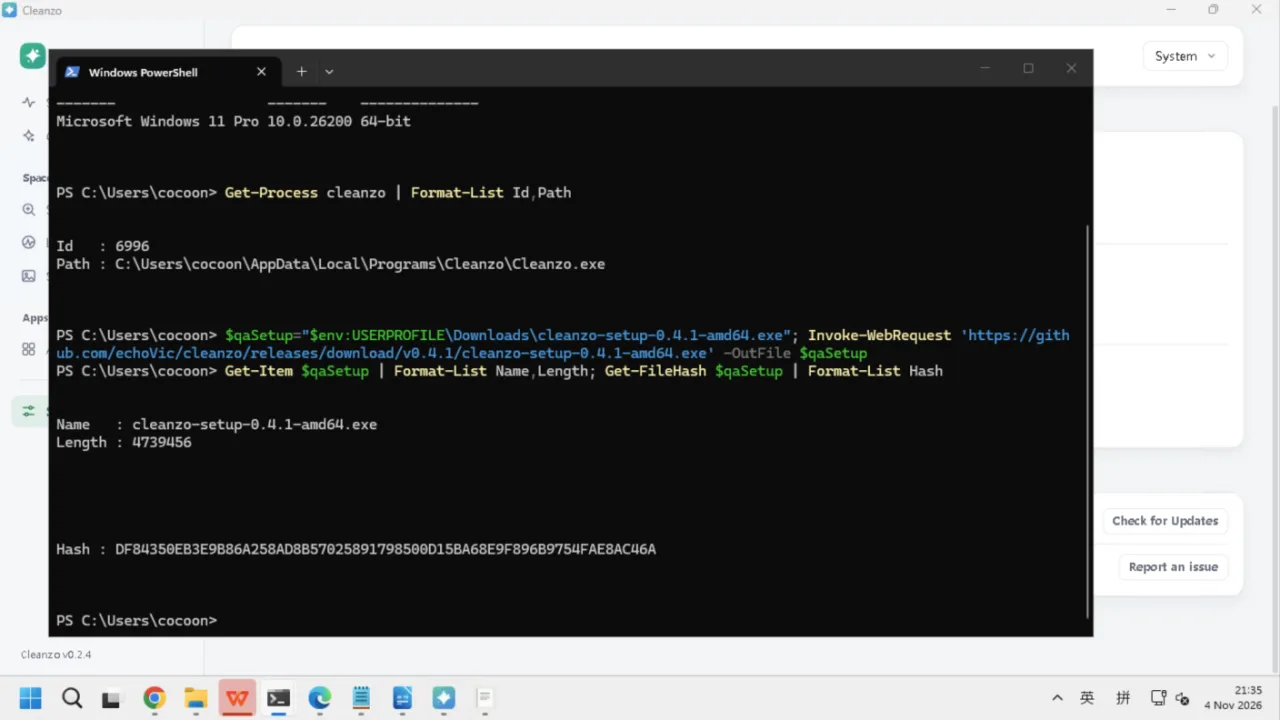 Cleanzo
System
Windows PowerShell
------- ------- --------------
Microsoft Windows 11 Pro 10.0.26200 64-bit
PS C:\Users\cocoon> Get-Process cleanzo | Format-List Id,Path
Id   : 6996
Path : C:\Users\cocoon\AppData\Local\Programs\Cleanzo\Cleanzo.exe
PS C:\Users\cocoon> $qaSetup="$env:USERPROFILE\Downloads\cleanzo-setup-0.4.1-amd64.exe"; Invoke-WebRequest 'https://gith
ub.com/echoVic/cleanzo/releases/download/v0.4.1/cleanzo-setup-0.4.1-amd64.exe' -OutFile $qaSetup
PS C:\Users\cocoon> Get-Item $qaSetup | Format-List Name,Length; Get-FileHash $qaSetup | Format-List Hash
Name   : cleanzo-setup-0.4.1-amd64.exe
Length : 4739456
Hash : DF84350EB3E9B86A258AD8B57025891798500D15BA68E9F896B9754FAE8AC46A
PS C:\Users\cocoon>
Apps
Check for Updates
Report an issue
Cleanzo v0.2.4
英
拼
21:35
4 Nov 2026